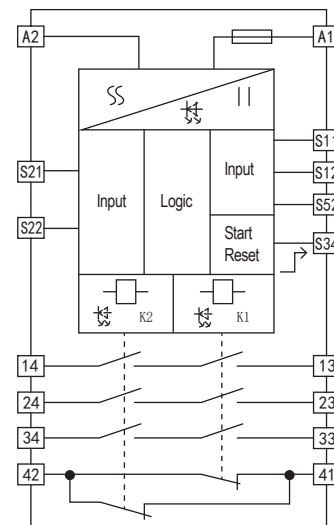 A2 A1
S11
S21 Input Logic Input S12
S52
S22 Start
Reset S34
K2 K1
14 13
24 23
34 33
42 41